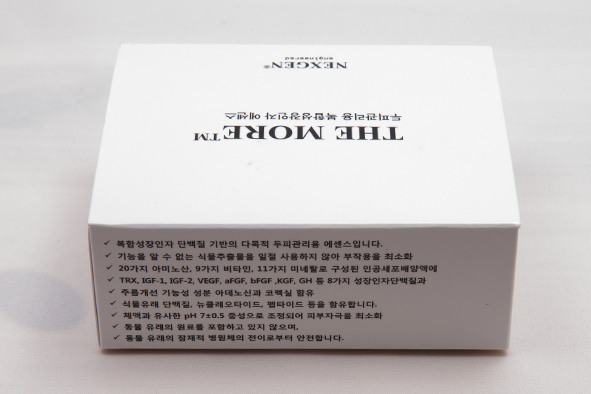 NEXGEN®
engineered
THE MORE™
두피관리용 복합성장인자 에센스
✓ 복합성장인자 단백질 기반의 다목적 두피관리용 에센스입니다.
✓ 기능을 알 수 없는 식물추출물을 일절 사용하지 않아 부작용을 최소화
✓ 20가지 아미노산, 9가지 비타민, 11가지 미네랄로 구성된 인공세포배양액에
✓ TRX, IGF-1, IGF-2, VEGF, aFGF, bFGF ,KGF, GH 등 8가지 성장인자단백질과
✓ 주름개선 기능성 성분 아데노신과 코펙실 함유
✓ 식물유래 단백질, 뉴클레오타이드, 펩타이드 등을 함유합니다.
✓ 체액과 유사한 pH 7±0.5 중성으로 조정되어 피부자극을 최소화
✓ 동물 유래의 원료를 포함하고 있지 않으며,
✓ 동물 유래의 잠재적 병원체의 전이로부터 안전합니다.